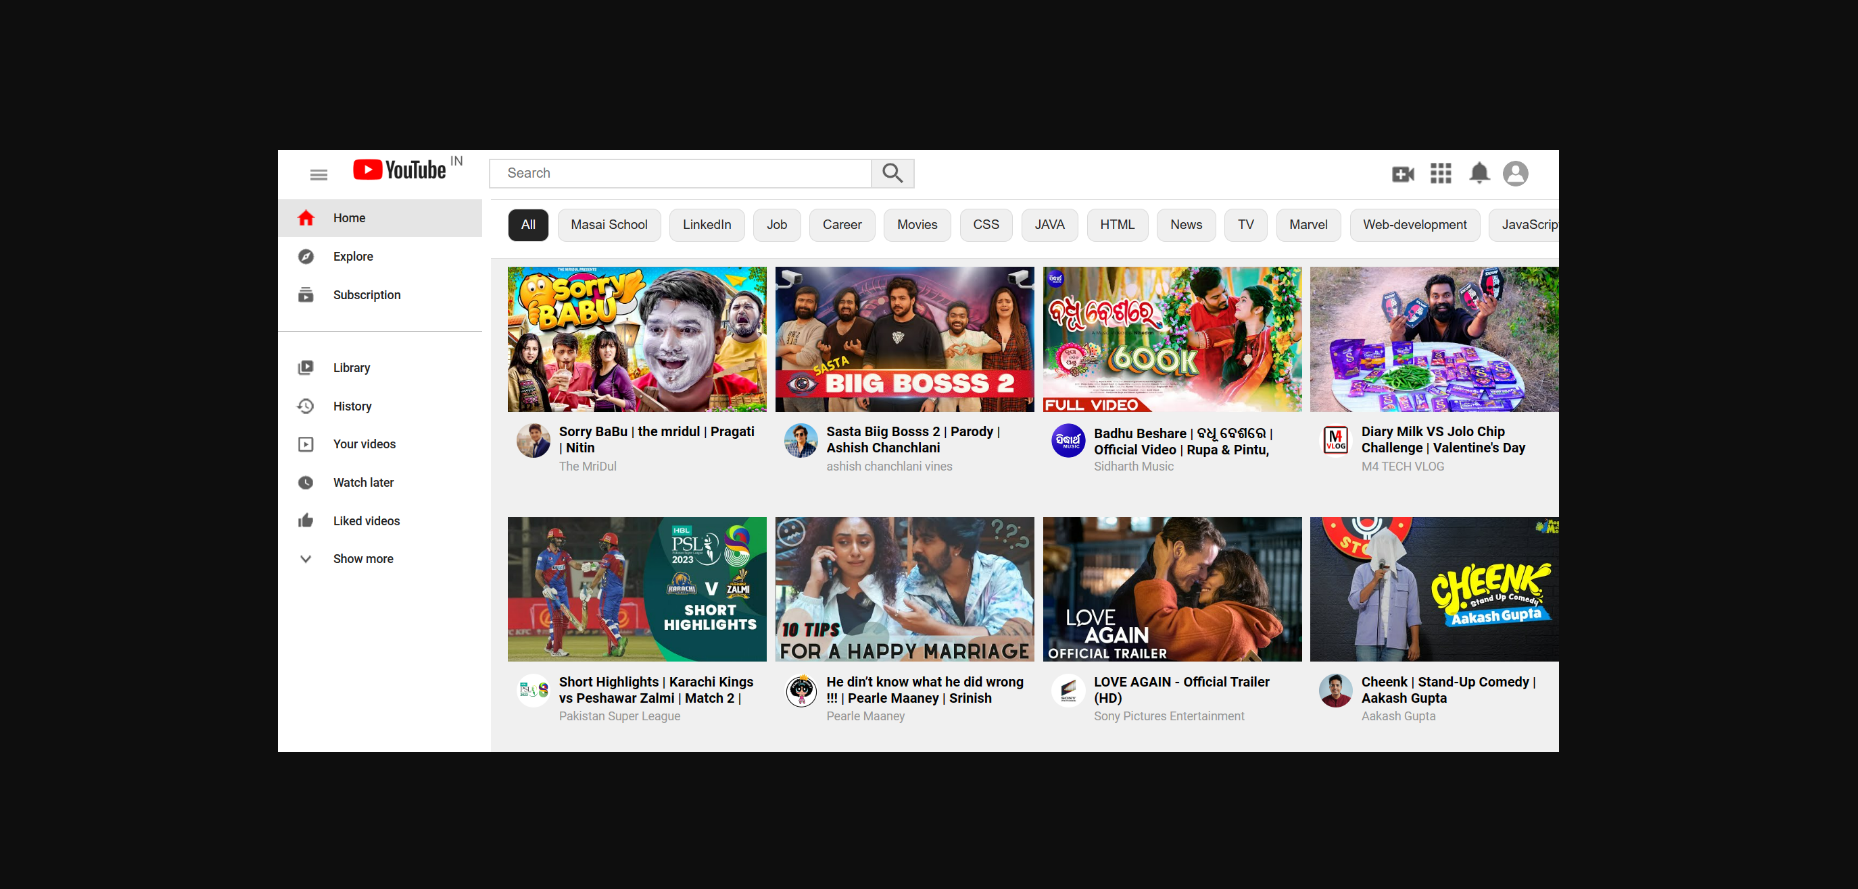 YouTube IN
Search
Home
Explore
Subscription
Library
History
Your videos
Watch later
Liked videos
Show more
All
Masai School
LinkedIn
Job
Career
Movies
CSS
JAVA
HTML
News
TV
Marvel
Web-development
JavaScrip
Sorry
BABU
SASTA
BIIG BOSSS 2
ବଧୂ ବେଶରେ
600K
FULL VIDEO
Sorry BaBu | the mridul | Pragati
| Nitin
The MriDul
Sasta Biig Bosss 2 | Parody |
Ashish Chanchlani
ashish chanchlani vines
ସିଦ୍ଧାର୍ଥ
MUSIC
Badhu Beshare | ବଧୂ ବେଶରେ |
Official Video | Rupa & Pintu,
Sidharth Music
M4
VLOG
Diary Milk VS Jolo Chip
Challenge | Valentine's Day
M4 TECH VLOG
HBL
PSL
2023
KARACHI
V
ZALMI
SHORT
HIGHLIGHTS
???
10 TIPS
FOR A HAPPY MARRIAGE
LOVE
AGAIN
OFFICIAL TRAILER
CHEENK
Stand Up Comedy
Aakash Gupta
Short Highlights | Karachi Kings
vs Peshawar Zalmi | Match 2 |
Pakistan Super League
He din't know what he did wrong
!!! | Pearle Maaney | Srinish
Pearle Maaney
SONY
LOVE AGAIN - Official Trailer
(HD)
Sony Pictures Entertainment
Cheenk | Stand-Up Comedy |
Aakash Gupta
Aakash Gupta